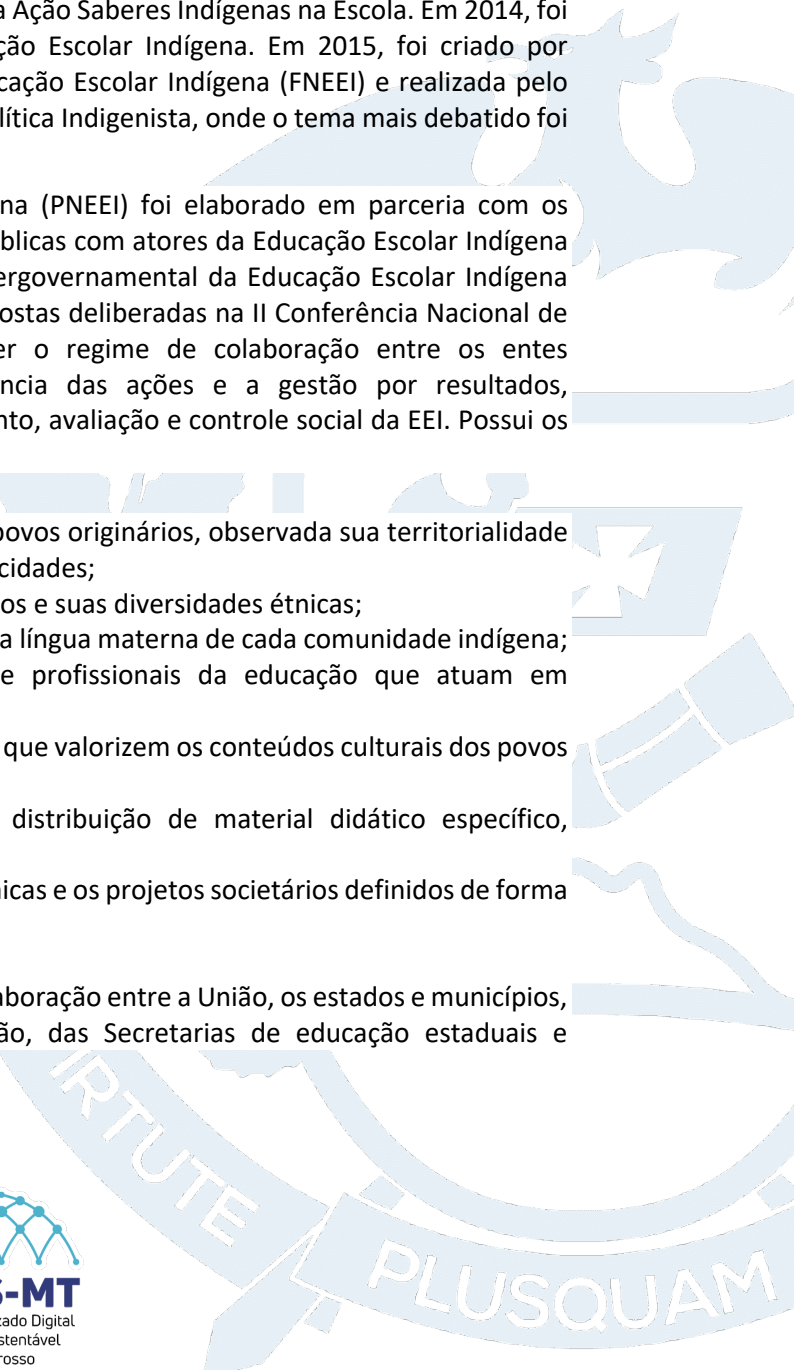 a Ação Saberes Indígenas na Escola. Em 2014, foi
ção Escolar Indígena. Em 2015, foi criado por
cação Escolar Indígena (FNEEI) e realizada pelo
lítica Indigenista, onde o tema mais debatido foi
na (PNEEI) foi elaborado em parceria com os
blicas com atores da Educação Escolar Indígena
ergovernamental da Educação Escolar Indígena
ostas deliberadas na II Conferência Nacional de
er o regime de colaboração entre os entes
ncia das ações e a gestão por resultados,
nto, avaliação e controle social da EEI. Possui os
povos originários, observada sua territorialidade
cidades;
os e suas diversidades étnicas;
a língua materna de cada comunidade indígena;
e profissionais da educação que atuam em
que valorizem os conteúdos culturais dos povos
distribuição de material didático específico,
nicas e os projetos societários definidos de forma
aboração entre a União, os estados e municípios,
ão, das Secretarias de educação estaduais e
IRTUTE PLUSQUAM
S-MT
cado Digital
stentável
rosso